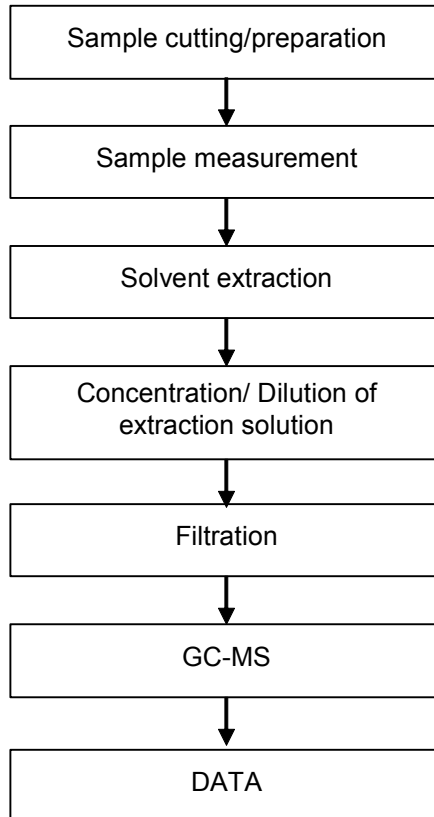 Sample cutting/preparation
Sample measurement
Solvent extraction
Concentration/ Dilution of
extraction solution
Filtration
GC-MS
DATA